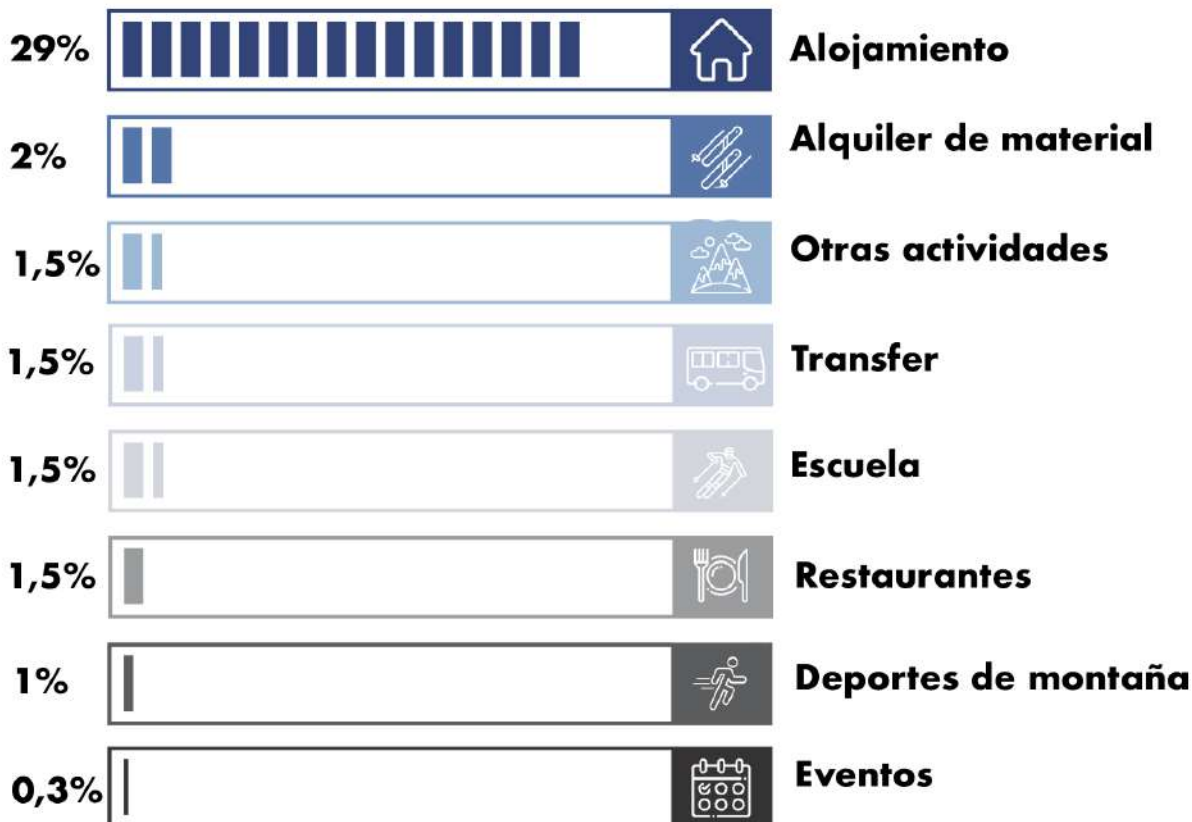 29% Alojamiento
2% Alquiler de material
1,5% Otras actividades
1,5% Transfer
1,5% Escuela
1,5% Restaurantes
1% Deportes de montaña
0,3% Eventos